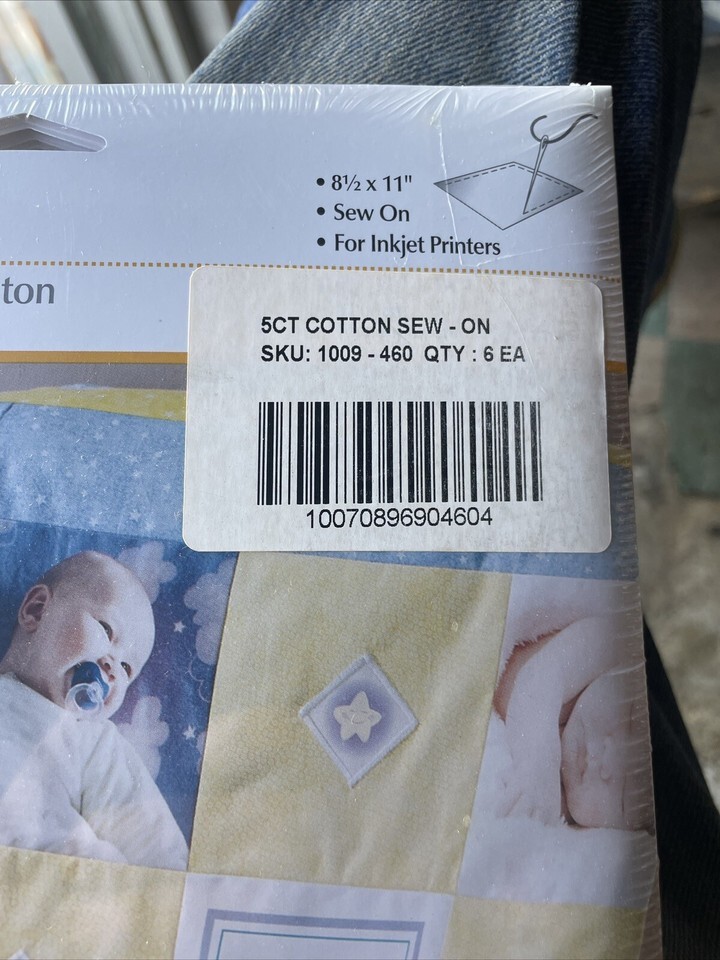 • 8½ x 11"
• Sew On
• For Inkjet Printers
ton
5CT COTTON SEW - ON
SKU: 1009 - 460 QTY : 6 EA
10070896904604